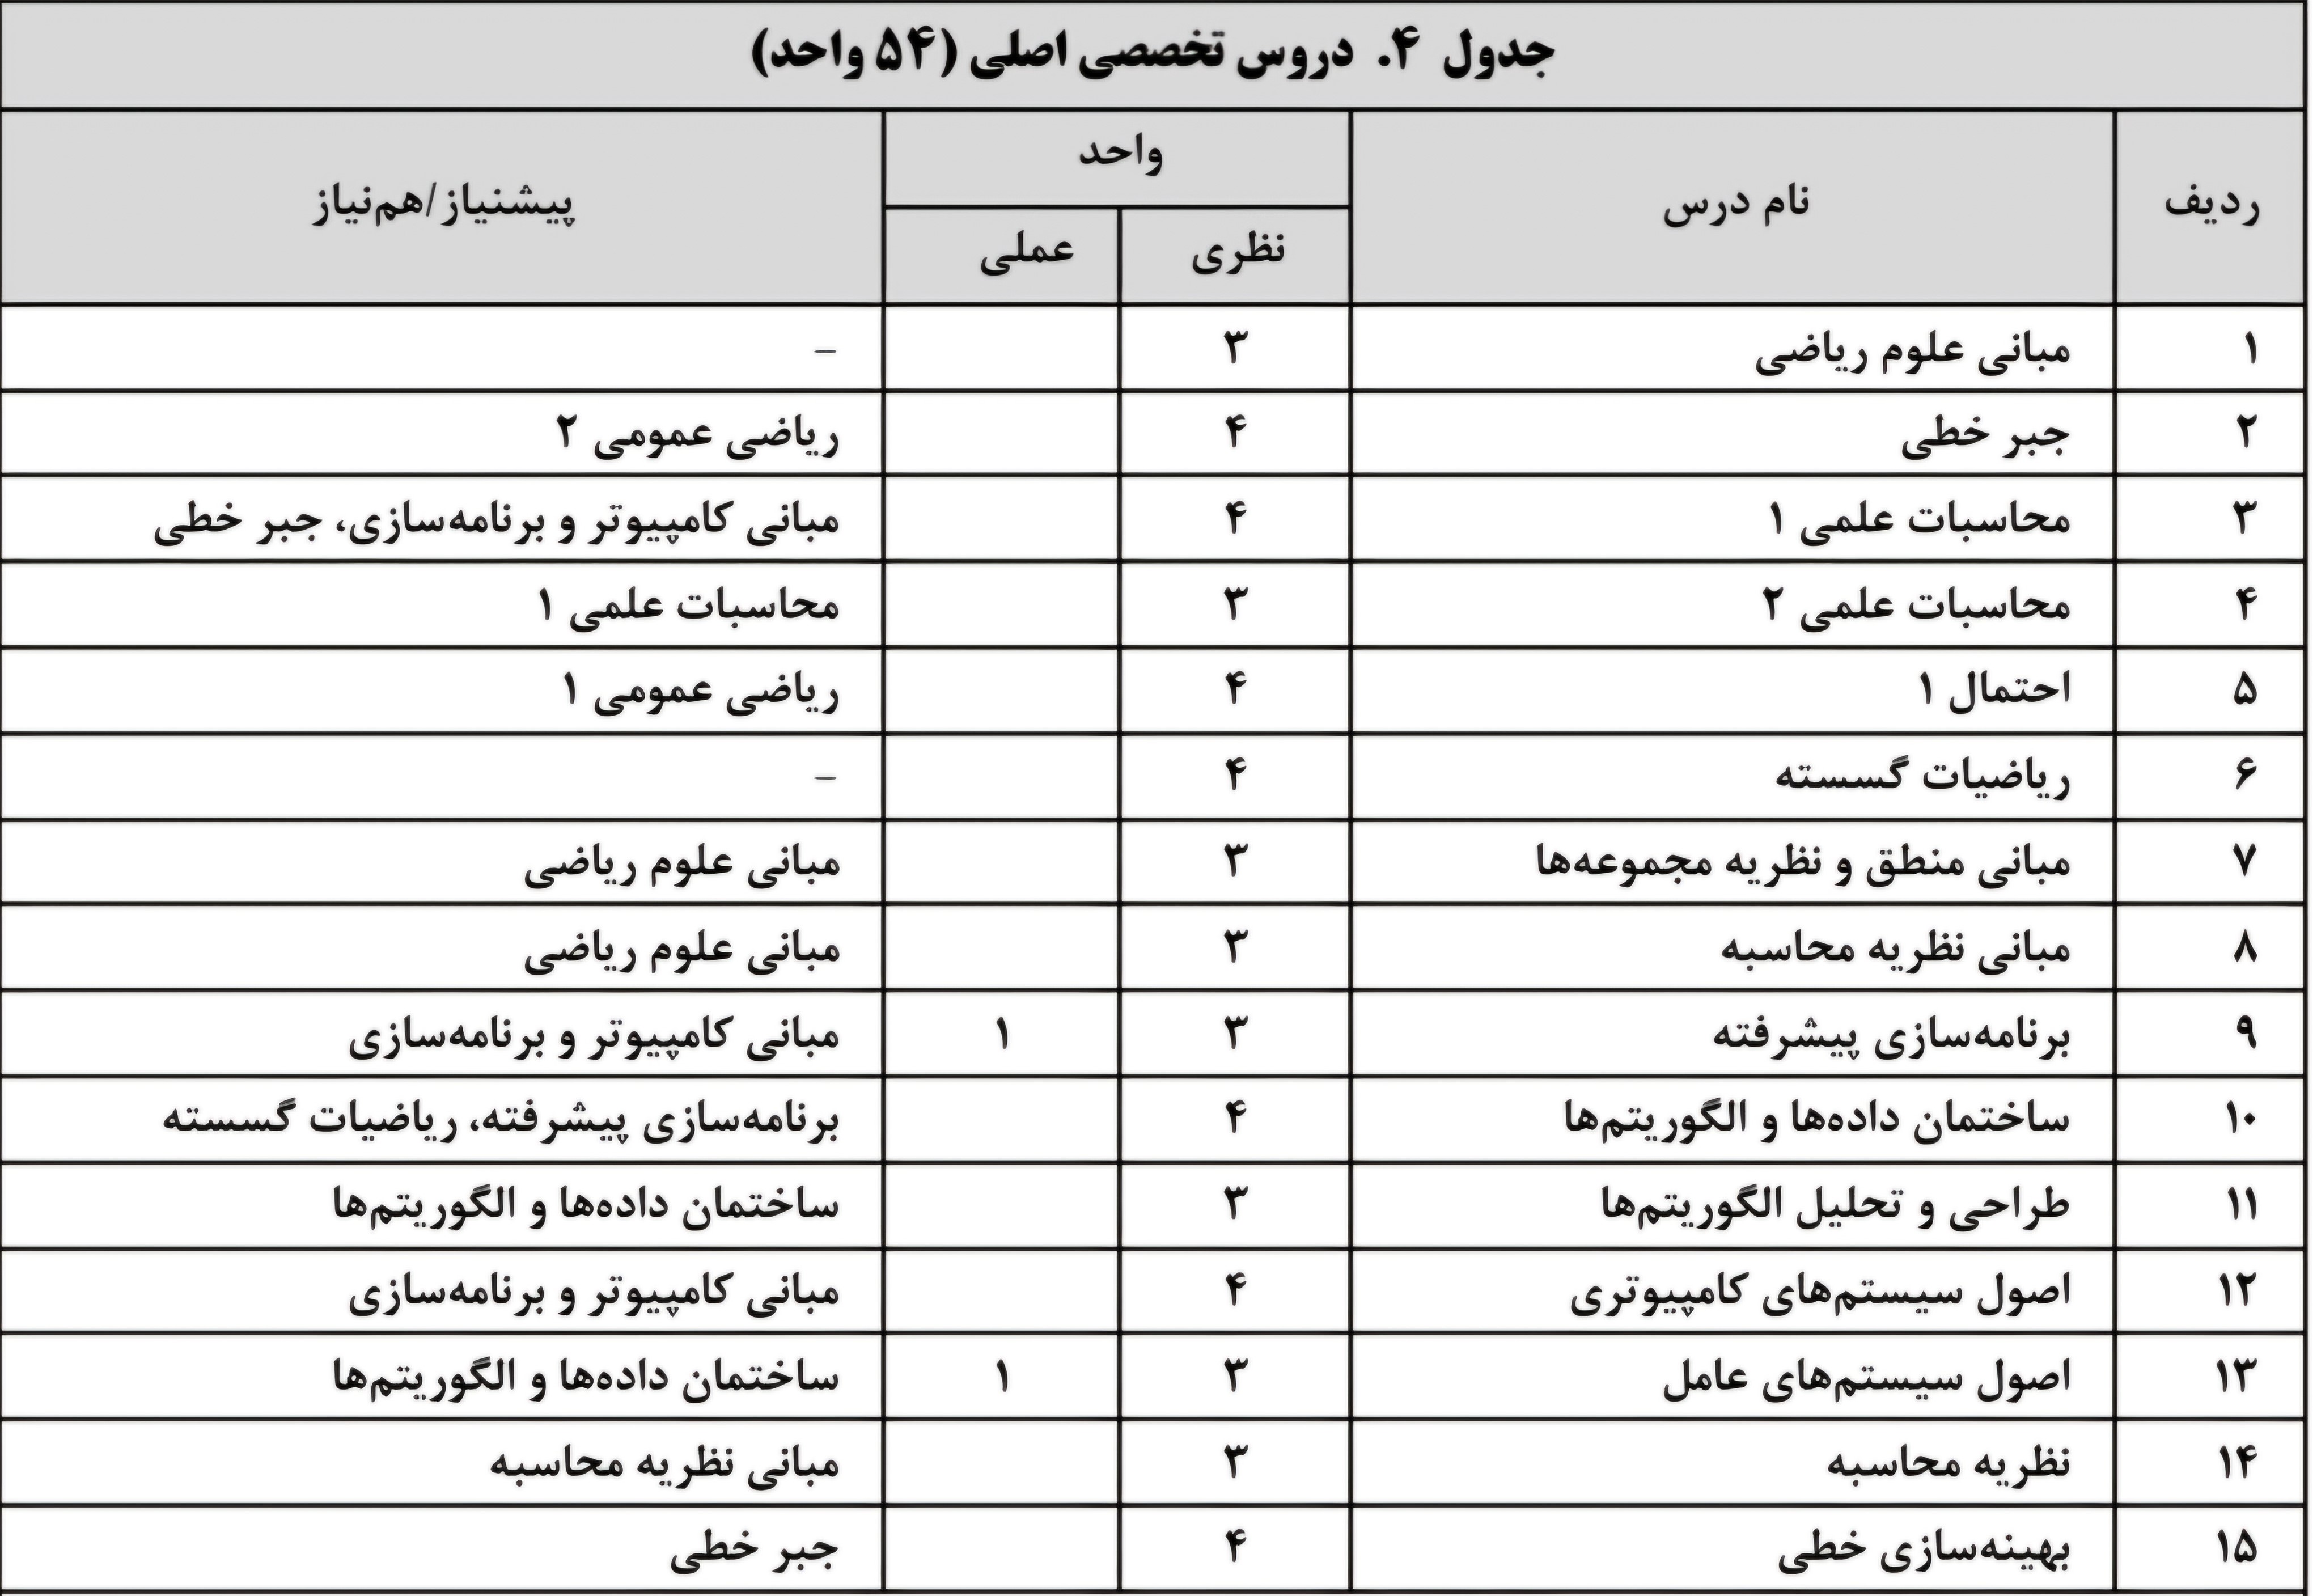 جدول ۴. دروس تخصصی اصلی (۵۴ واحد)
ردیف نام درس واحد پیشنیاز/هم‌نیاز
نظری عملی
۱ مبانی علوم ریاضی ۳ –
۲ جبر خطی ۴ ریاضی عمومی ۲
۳ محاسبات علمی ۱ ۴ مبانی کامپیوتر و برنامه‌سازی، جبر خطی
۴ محاسبات علمی ۲ ۳ محاسبات علمی ۱
۵ احتمال ۱ ۴ ریاضی عمومی ۱
۶ ریاضیات گسسته ۴ –
۷ مبانی منطق و نظریه مجموعه‌ها ۳ مبانی علوم ریاضی
۸ مبانی نظریه محاسبه ۳ مبانی علوم ریاضی
۹ برنامه‌سازی پیشرفته ۳ ۱ مبانی کامپیوتر و برنامه‌سازی
۱۰ ساختمان داده‌ها و الگوریتم‌ها ۴ برنامه‌سازی پیشرفته، ریاضیات گسسته
۱۱ طراحی و تحلیل الگوریتم‌ها ۳ ساختمان داده‌ها و الگوریتم‌ها
۱۲ اصول سیستم‌های کامپیوتری ۴ مبانی کامپیوتر و برنامه‌سازی
۱۳ اصول سیستم‌های عامل ۳ ۱ ساختمان داده‌ها و الگوریتم‌ها
۱۴ نظریه محاسبه ۳ مبانی نظریه محاسبه
۱۵ بهینه‌سازی خطی ۴ جبر خطی